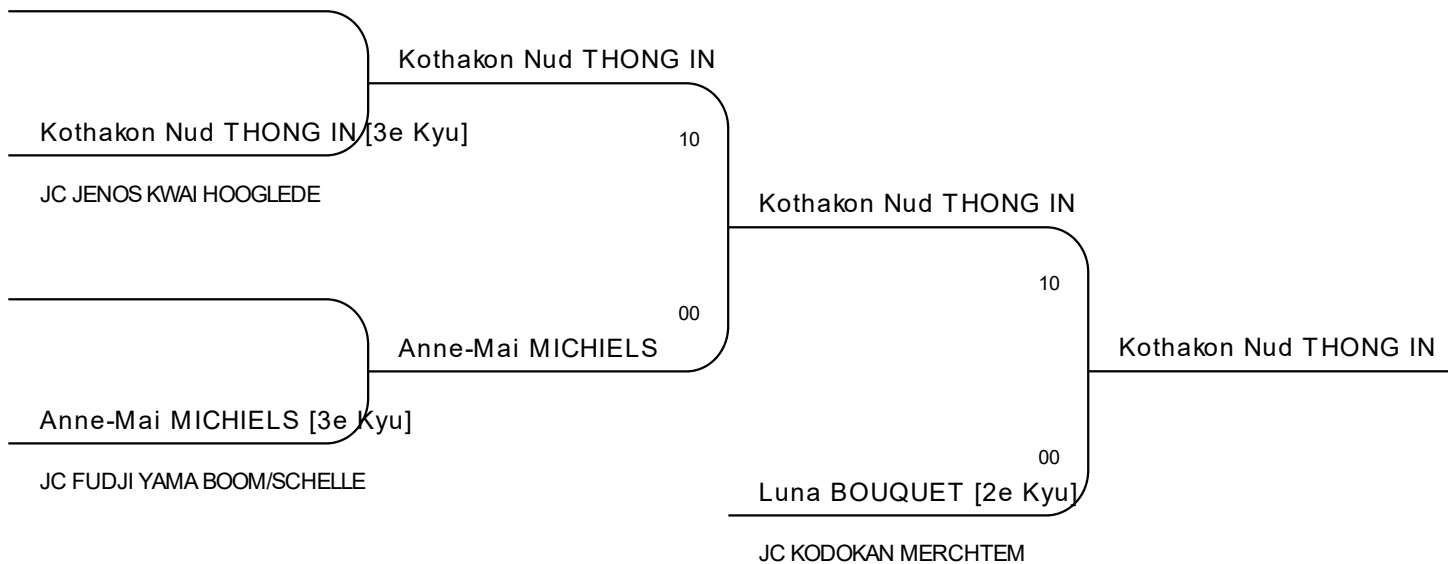 Kothakon Nud THONG IN
Kothakon Nud THONG IN [3e Kyu]
10
JC JENOS KWAI HOOGLEDE
Kothakon Nud THONG IN
10
00
Anne-Mai MICHIELS
Kothakon Nud THONG IN
Anne-Mai MICHIELS [3e Kyu]
00
JC FUDJI YAMA BOOM/SCHELLE
Luna BOUQUET [2e Kyu]
JC KODOKAN MERCHTEM